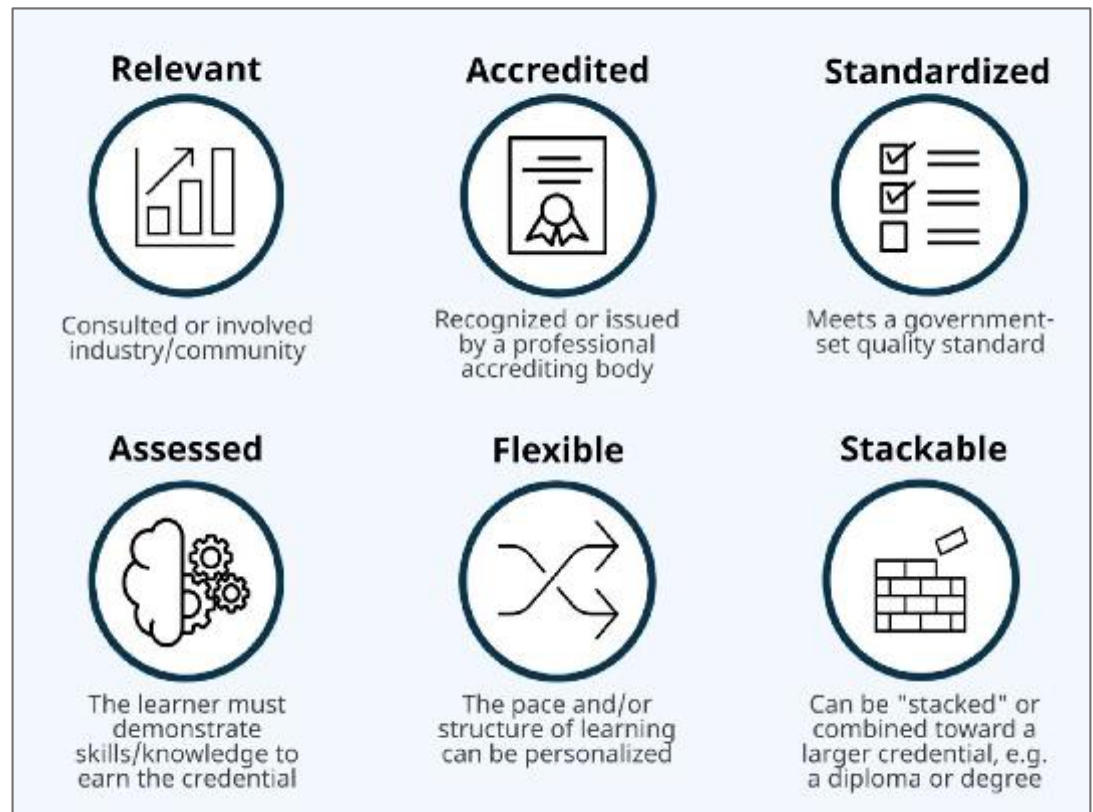 Relevant
Consulted or involved
industry/community
Accredited
Recognized or issued
by a professional
accrediting body
Standardized
Meets a government-
set quality standard
Assessed
The learner must
demonstrate
skills/knowledge to
earn the credential
Flexible
The pace and/or
structure of learning
can be personalized
Stackable
Can be "stacked" or
combined toward a
larger credential, e.g.
a diploma or degree